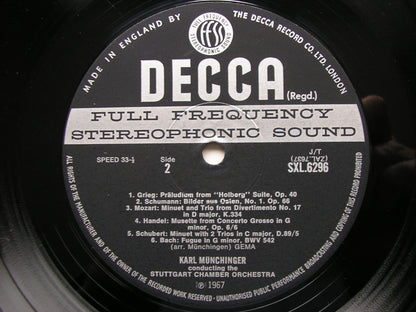 MADE IN ENGLAND BY
THE DECCA RECORD CO. LTD. LONDON.
FULL FREQUENCY
FFSS
STEREOPHONIC SOUND
DECCA
(Regd.)
FULL FREQUENCY
STEREOPHONIC SOUND
SPEED 33⅓
Side
2
J/T
(ZAL.7637)
SXL.6296
1. Grieg: Präludium from "Holberg" Suite, Op. 40
2. Schumann: Bilder aus Osten, No. 1. Op. 66
3. Mozart: Minuet and Trio from Divertimento No. 17
in D major, K.334
4. Handel: Musette from Concerto Grosso in G
minor, Op. 6/6
5. Schubert: Minuet with 2 Trios in C major, D.89/5
6. Bach: Fugue in G minor, BWV 542
(arr. Münchinger) GEMA
KARL MÜNCHINGER
conducting the
STUTTGART CHAMBER ORCHESTRA
℗ 1967
ALL RIGHTS OF THE MANUFACTURER AND OF THE OWNER OF THE RECORDED WORK RESERVED · UNAUTHORISED PUBLIC PERFORMANCE BROADCASTING AND COPYING OF THIS RECORD PROHIBITED